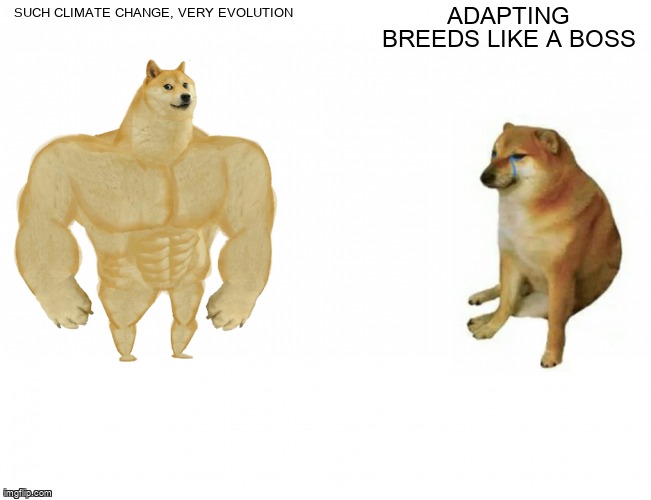 SUCH CLIMATE CHANGE, VERY EVOLUTION
ADAPTING
BREEDS LIKE A BOSS
imgflip.com